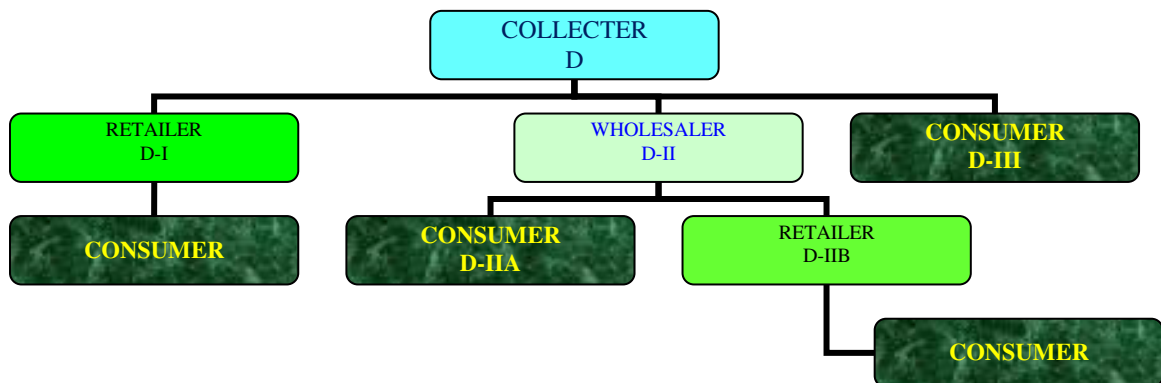 COLLECTER
D
RETAILER
D-I
WHOLESALER
D-II
CONSUMER
D-III
CONSUMER
CONSUMER
D-IIA
RETAILER
D-IIB
CONSUMER